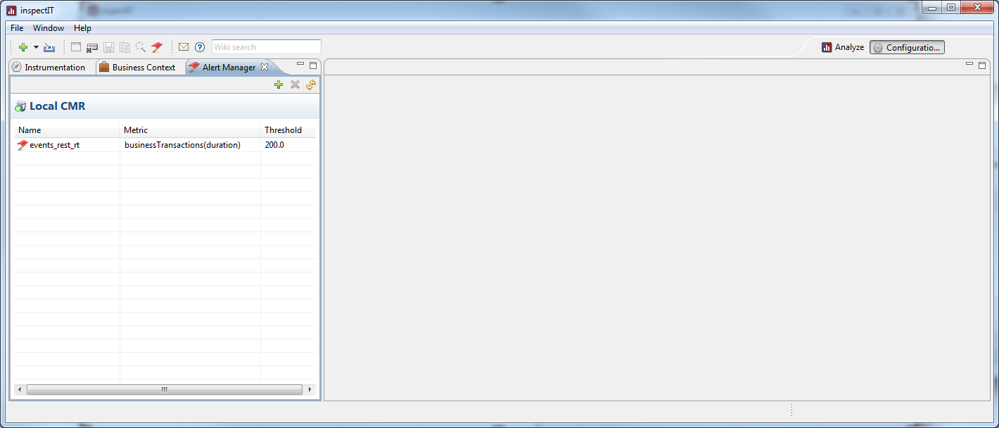 inspectIT
File Window Help
Wiki search
Analyze
Configuratio...
Instrumentation
Business Context
Alert Manager
Local CMR
Name Metric Threshold
events_rest_rt businessTransactions(duration) 200.0